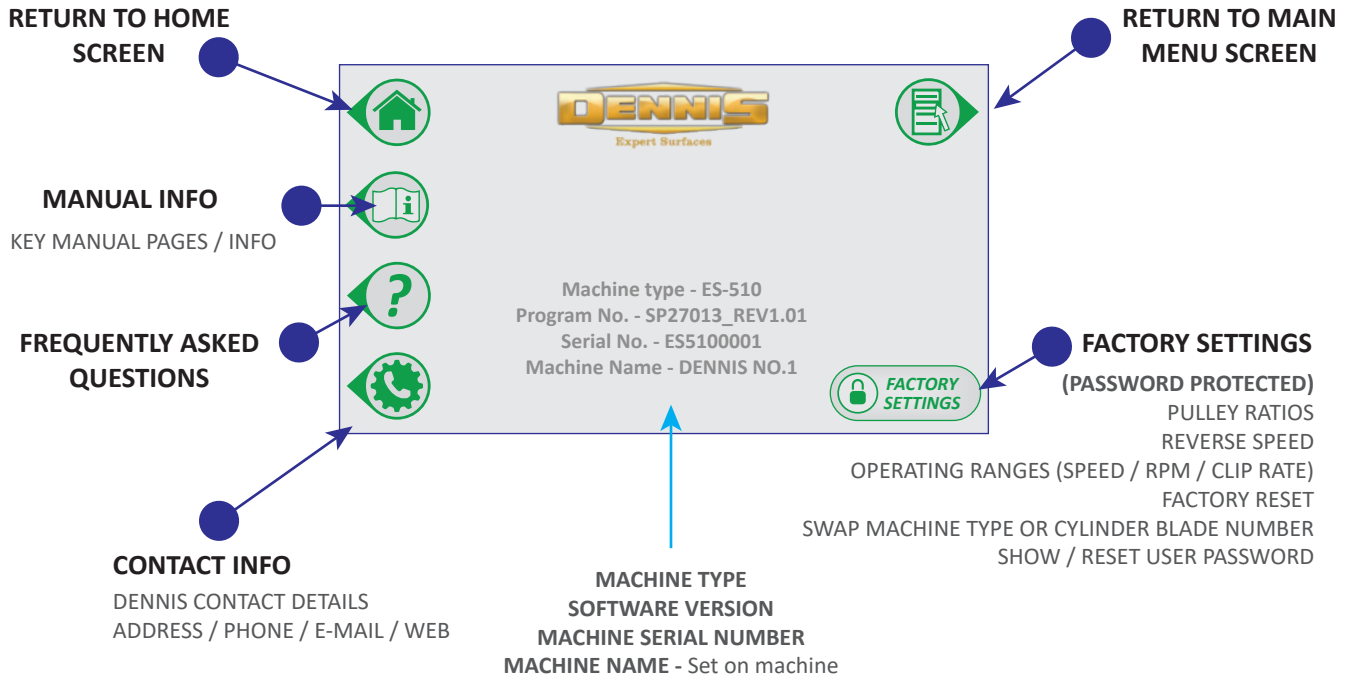 RETURN TO HOME
SCREEN
RETURN TO MAIN
MENU SCREEN
DENNIS
Expert Surfaces
MANUAL INFO
KEY MANUAL PAGES / INFO
i
?
FREQUENTLY ASKED
QUESTIONS
Machine type - ES-510
Program No. - SP27013_REV1.01
Serial No. - ES5100001
Machine Name - DENNIS NO.1
FACTORY
SETTINGS
FACTORY SETTINGS
(PASSWORD PROTECTED)
PULLEY RATIOS
REVERSE SPEED
OPERATING RANGES (SPEED / RPM / CLIP RATE)
FACTORY RESET
SWAP MACHINE TYPE OR CYLINDER BLADE NUMBER
SHOW / RESET USER PASSWORD
CONTACT INFO
DENNIS CONTACT DETAILS
ADDRESS / PHONE / E-MAIL / WEB
MACHINE TYPE
SOFTWARE VERSION
MACHINE SERIAL NUMBER
MACHINE NAME - Set on machine